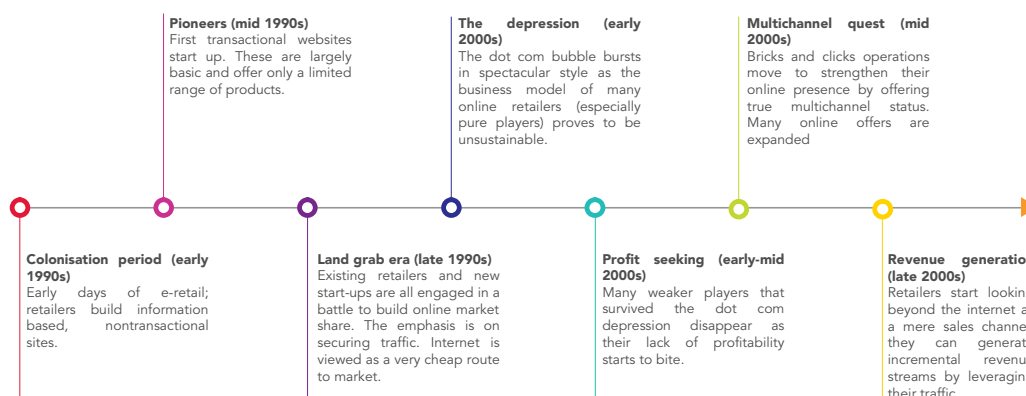 Pioneers (mid 1990s)
First transactional websites
start up. These are largely
basic and offer only a limited
range of products.
The depression (early
2000s)
The dot com bubble bursts
in spectacular style as the
business model of many
online retailers (especially
pure players) proves to be
unsustainable.
Multichannel quest (mid
2000s)
Bricks and clicks operations
move to strengthen their
online presence by offering
true multichannel status.
Many online offers are
expanded
Colonisation period (early
1990s)
Early days of e-retail;
retailers build information
based, nontransactional
sites.
Land grab era (late 1990s)
Existing retailers and new
start-ups are all engaged in a
battle to build online market
share. The emphasis is on
securing traffic. Internet is
viewed as a very cheap route
to market.
Profit seeking (early-mid
2000s)
Many weaker players that
survived the dot com
depression disappear as
their lack of profitability
starts to bite.
Revenue generatio
(late 2000s)
Retailers start lookin
beyond the internet a
a mere sales channe
they can generat
incremental revenu
streams by leveragin
their traffic